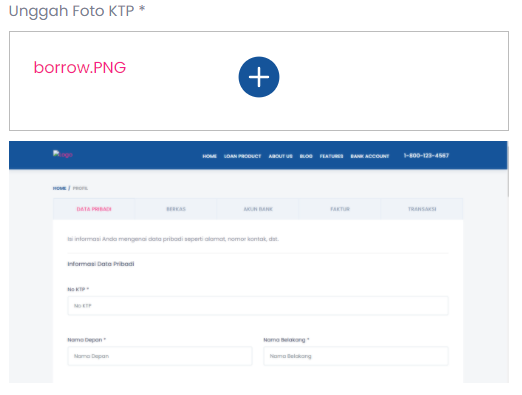 Unggah Foto KTP *
borrow.PNG
HOME LOAN PRODUCT ABOUT US BLOG FEATURES BANK ACCOUNT 1-800-123-4567
HOME / PROFIL
DATA PRIBADI BERKAS AKUN BANK FAKTUR TRANSAKSI
Isi informasi Anda mengenai data pribadi seperti alamat, nomor kontak, dst.
Informasi Data Pribadi
No KTP *
No KTP
Nama Depan * Nama Belakang *
Nama Depan Nama Belakang